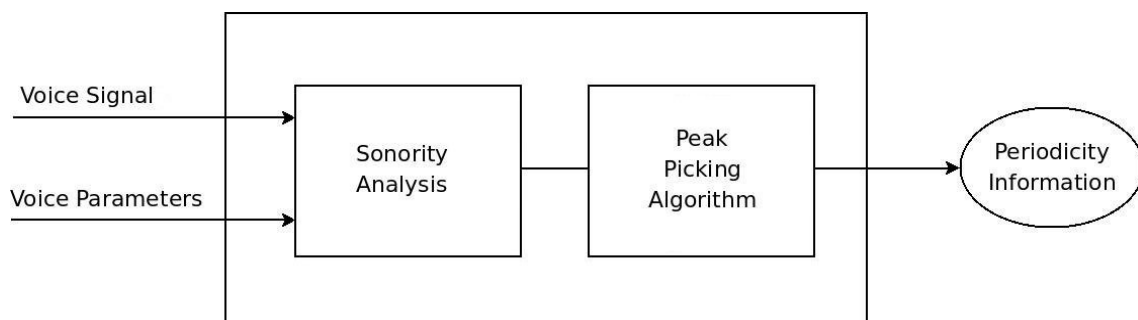 Voice Signal
Voice Parameters
Sonority
Analysis
Peak
Picking
Algorithm
Periodicity
Information